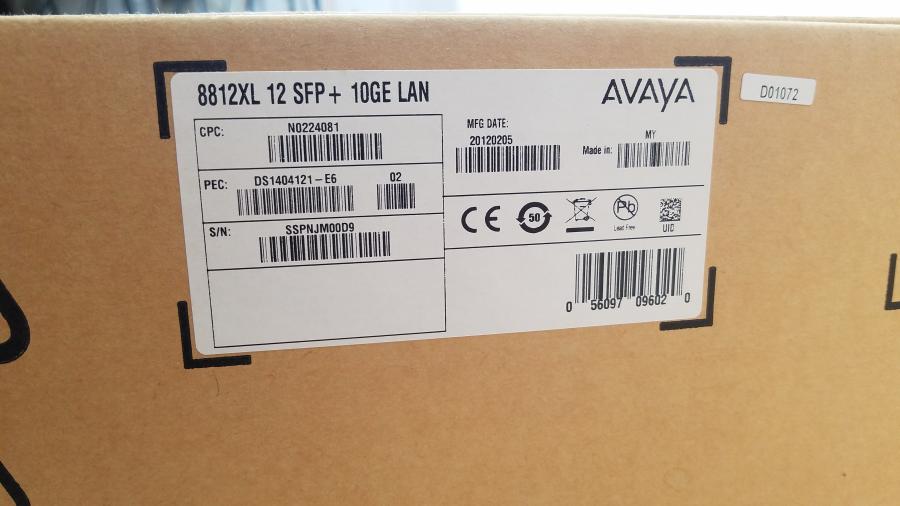 8812XL 12 SFP+ 10GE LAN
AVAYA
D01072
CPC: N0224081
PEC: DS1404121-E6 02
S/N: SSPNJM00D9
MFG DATE:
20120205
Made in: MY
CE 50 Pb
Lead Free UID
0 56097 09602 0